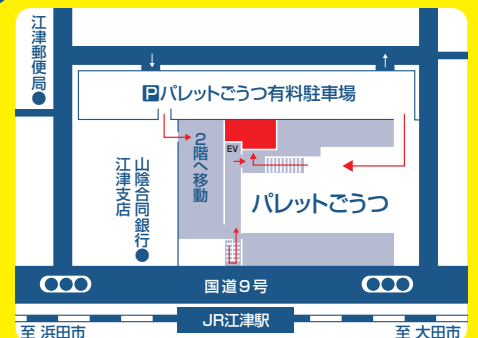 江津郵便局
↓
↑
Pパレットごうつ有料駐車場
2階へ移動
EV
山陰合同銀行
江津支店
パレットごうつ
国道9号
JR江津駅
至 浜田市
至 大田市